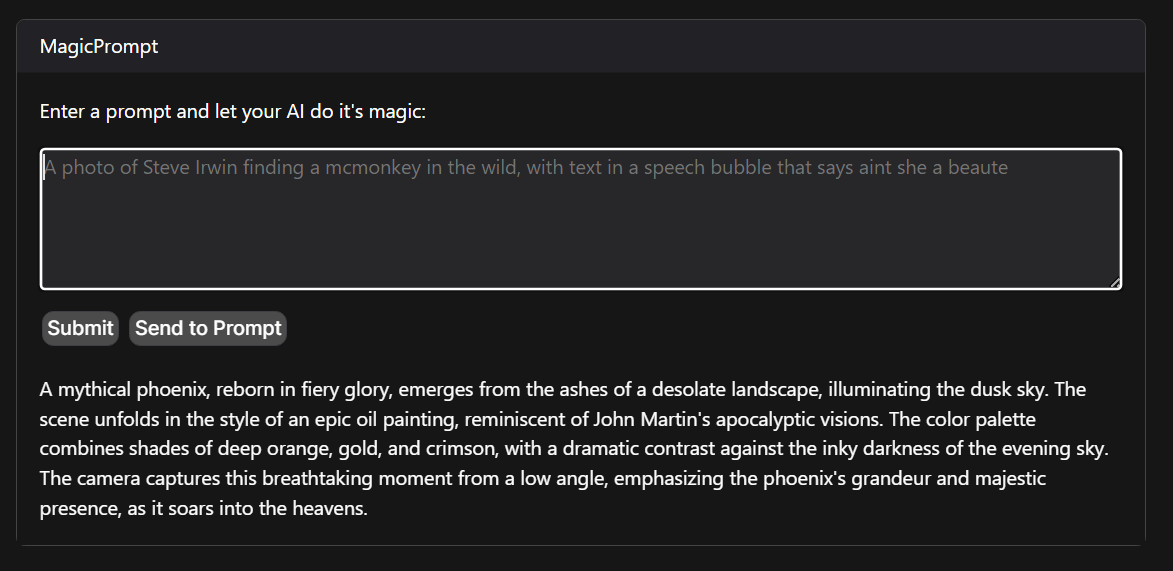 MagicPrompt
Enter a prompt and let your AI do it's magic:
A photo of Steve Irwin finding a mcmonkey in the wild, with text in a speech bubble that says aint she a beaute
Submit Send to Prompt
A mythical phoenix, reborn in fiery glory, emerges from the ashes of a desolate landscape, illuminating the dusk sky. The
scene unfolds in the style of an epic oil painting, reminiscent of John Martin's apocalyptic visions. The color palette
combines shades of deep orange, gold, and crimson, with a dramatic contrast against the inky darkness of the evening sky.
The camera captures this breathtaking moment from a low angle, emphasizing the phoenix's grandeur and majestic
presence, as it soars into the heavens.